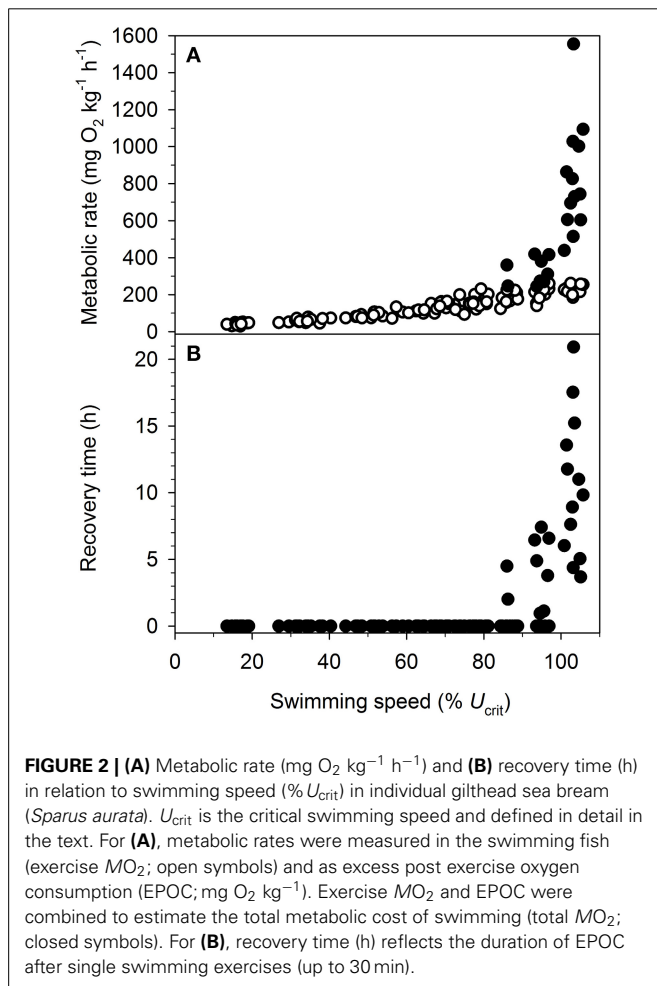 A
1600
1400
1200
1000
800
600
400
200
0
Metabolic rate (mg O₂ kg⁻¹ h⁻¹)
B
20
15
10
5
0
Recovery time (h)
0 20 40 60 80 100
Swimming speed (% Ucrit)
FIGURE 2 | (A) Metabolic rate (mg O₂ kg⁻¹ h⁻¹) and (B) recovery time (h)
in relation to swimming speed (% Ucrit) in individual gilthead sea bream
(Sparus aurata). Ucrit is the critical swimming speed and defined in detail in
the text. For (A), metabolic rates were measured in the swimming fish
(exercise MO₂; open symbols) and as excess post exercise oxygen
consumption (EPOC; mg O₂ kg⁻¹). Exercise MO₂ and EPOC were
combined to estimate the total metabolic cost of swimming (total MO₂;
closed symbols). For (B), recovery time (h) reflects the duration of EPOC
after single swimming exercises (up to 30 min).